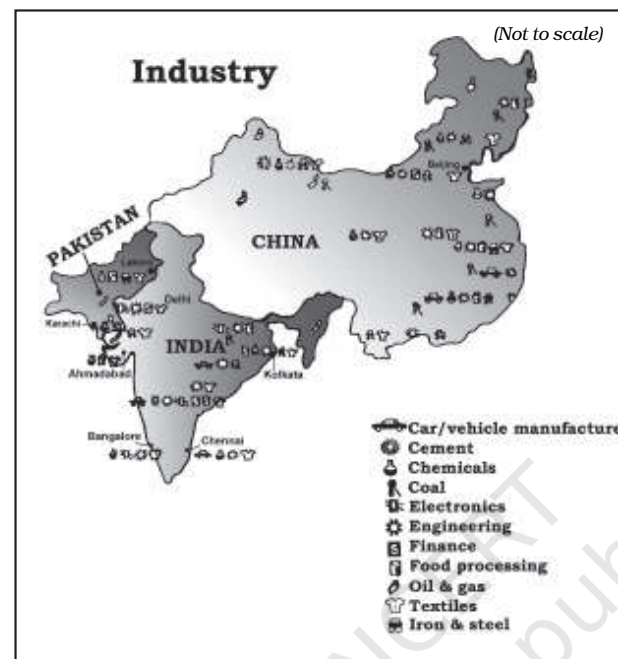 (Not to scale)
Industry
Beijing
PAKISTAN
CHINA
Lahore
Delhi
Karachi
INDIA
Ahmadabad
Kolkata
Bangalore
Chennai
Car/vehicle manufacture
Cement
Chemicals
Coal
Electronics
Engineering
Finance
Food processing
Oil & gas
Textiles
Iron & steel
NCERT